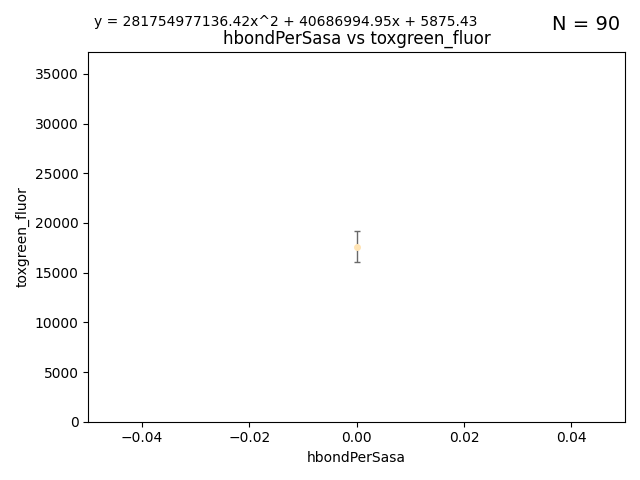 y = 281754977136.42x^2 + 40686994.95x + 5875.43
N = 90
hbondPerSasa vs toxgreen_fluor
toxgreen_fluor
35000
30000
25000
20000
15000
10000
5000
0
−0.04
−0.02
0.00
0.02
0.04
hbondPerSasa